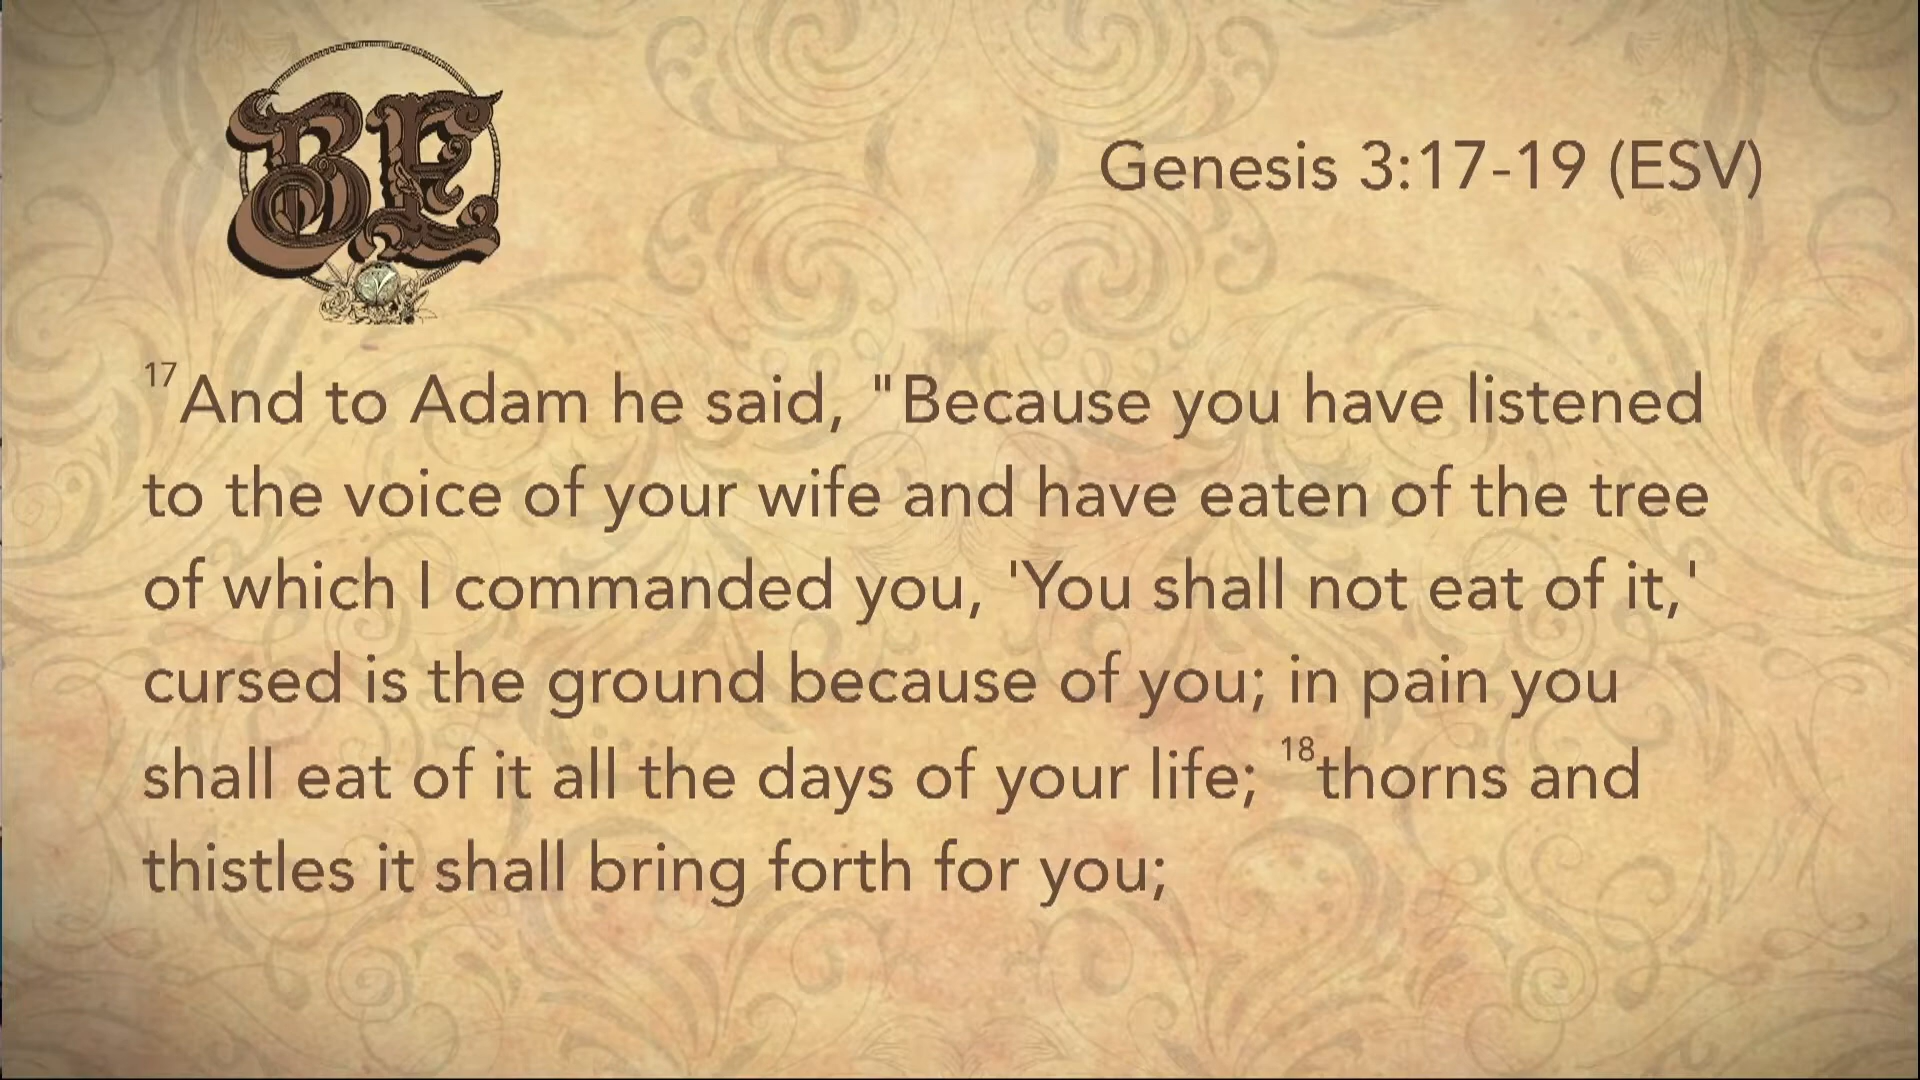 BE
Genesis 3:17-19 (ESV)
17And to Adam he said, "Because you have listened
to the voice of your wife and have eaten of the tree
of which I commanded you, 'You shall not eat of it,'
cursed is the ground because of you; in pain you
shall eat of it all the days of your life; 18thorns and
thistles it shall bring forth for you;